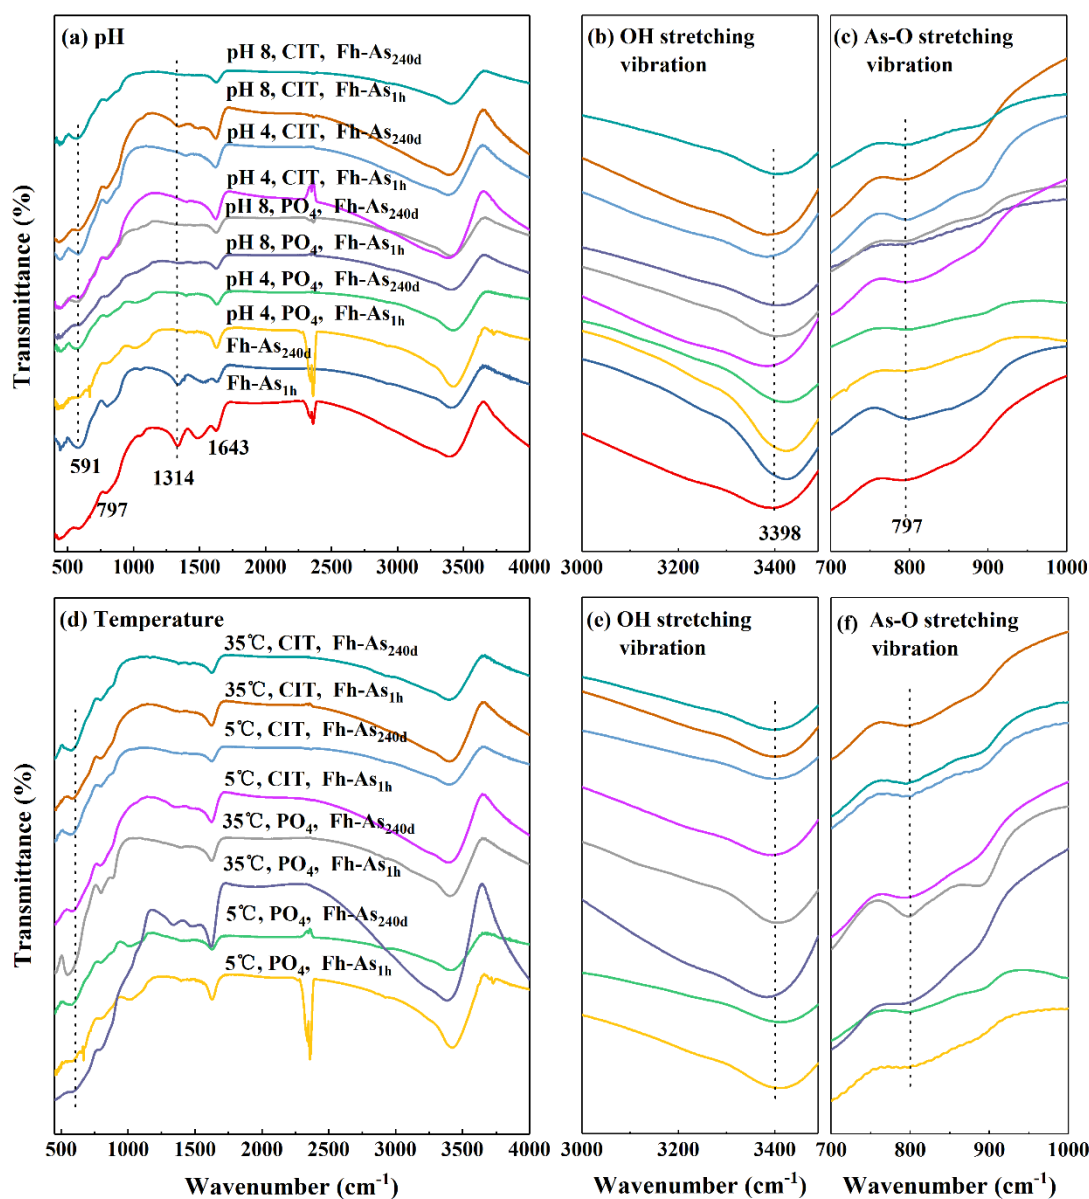 (a) pH
pH 8, CIT, Fh-As240d
pH 8, CIT, Fh-As1h
pH 4, CIT, Fh-As240d
pH 4, CIT, Fh-As1h
pH 8, PO4, Fh-As240d
pH 8, PO4, Fh-As1h
pH 4, PO4, Fh-As240d
pH 4, PO4, Fh-As1h
Fh-As240d
Fh-As1h
591
797
1314
1643
Transmittance (%)
500 1000 1500 2000 2500 3000 3500 4000
(b) OH stretching
vibration
3398
3000 3200 3400
(c) As-O stretching
vibration
797
700 800 900 1000
(d) Temperature
35℃, CIT, Fh-As240d
35℃, CIT, Fh-As1h
5℃, CIT, Fh-As240d
5℃, CIT, Fh-As1h
35℃, PO4, Fh-As240d
35℃, PO4, Fh-As1h
5℃, PO4, Fh-As240d
5℃, PO4, Fh-As1h
Transmittance (%)
500 1000 1500 2000 2500 3000 3500 4000
Wavenumber (cm-1)
(e) OH stretching
vibration
3000 3200 3400
Wavenumber (cm-1)
(f) As-O stretching
vibration
700 800 900 1000
Wavenumber (cm-1)